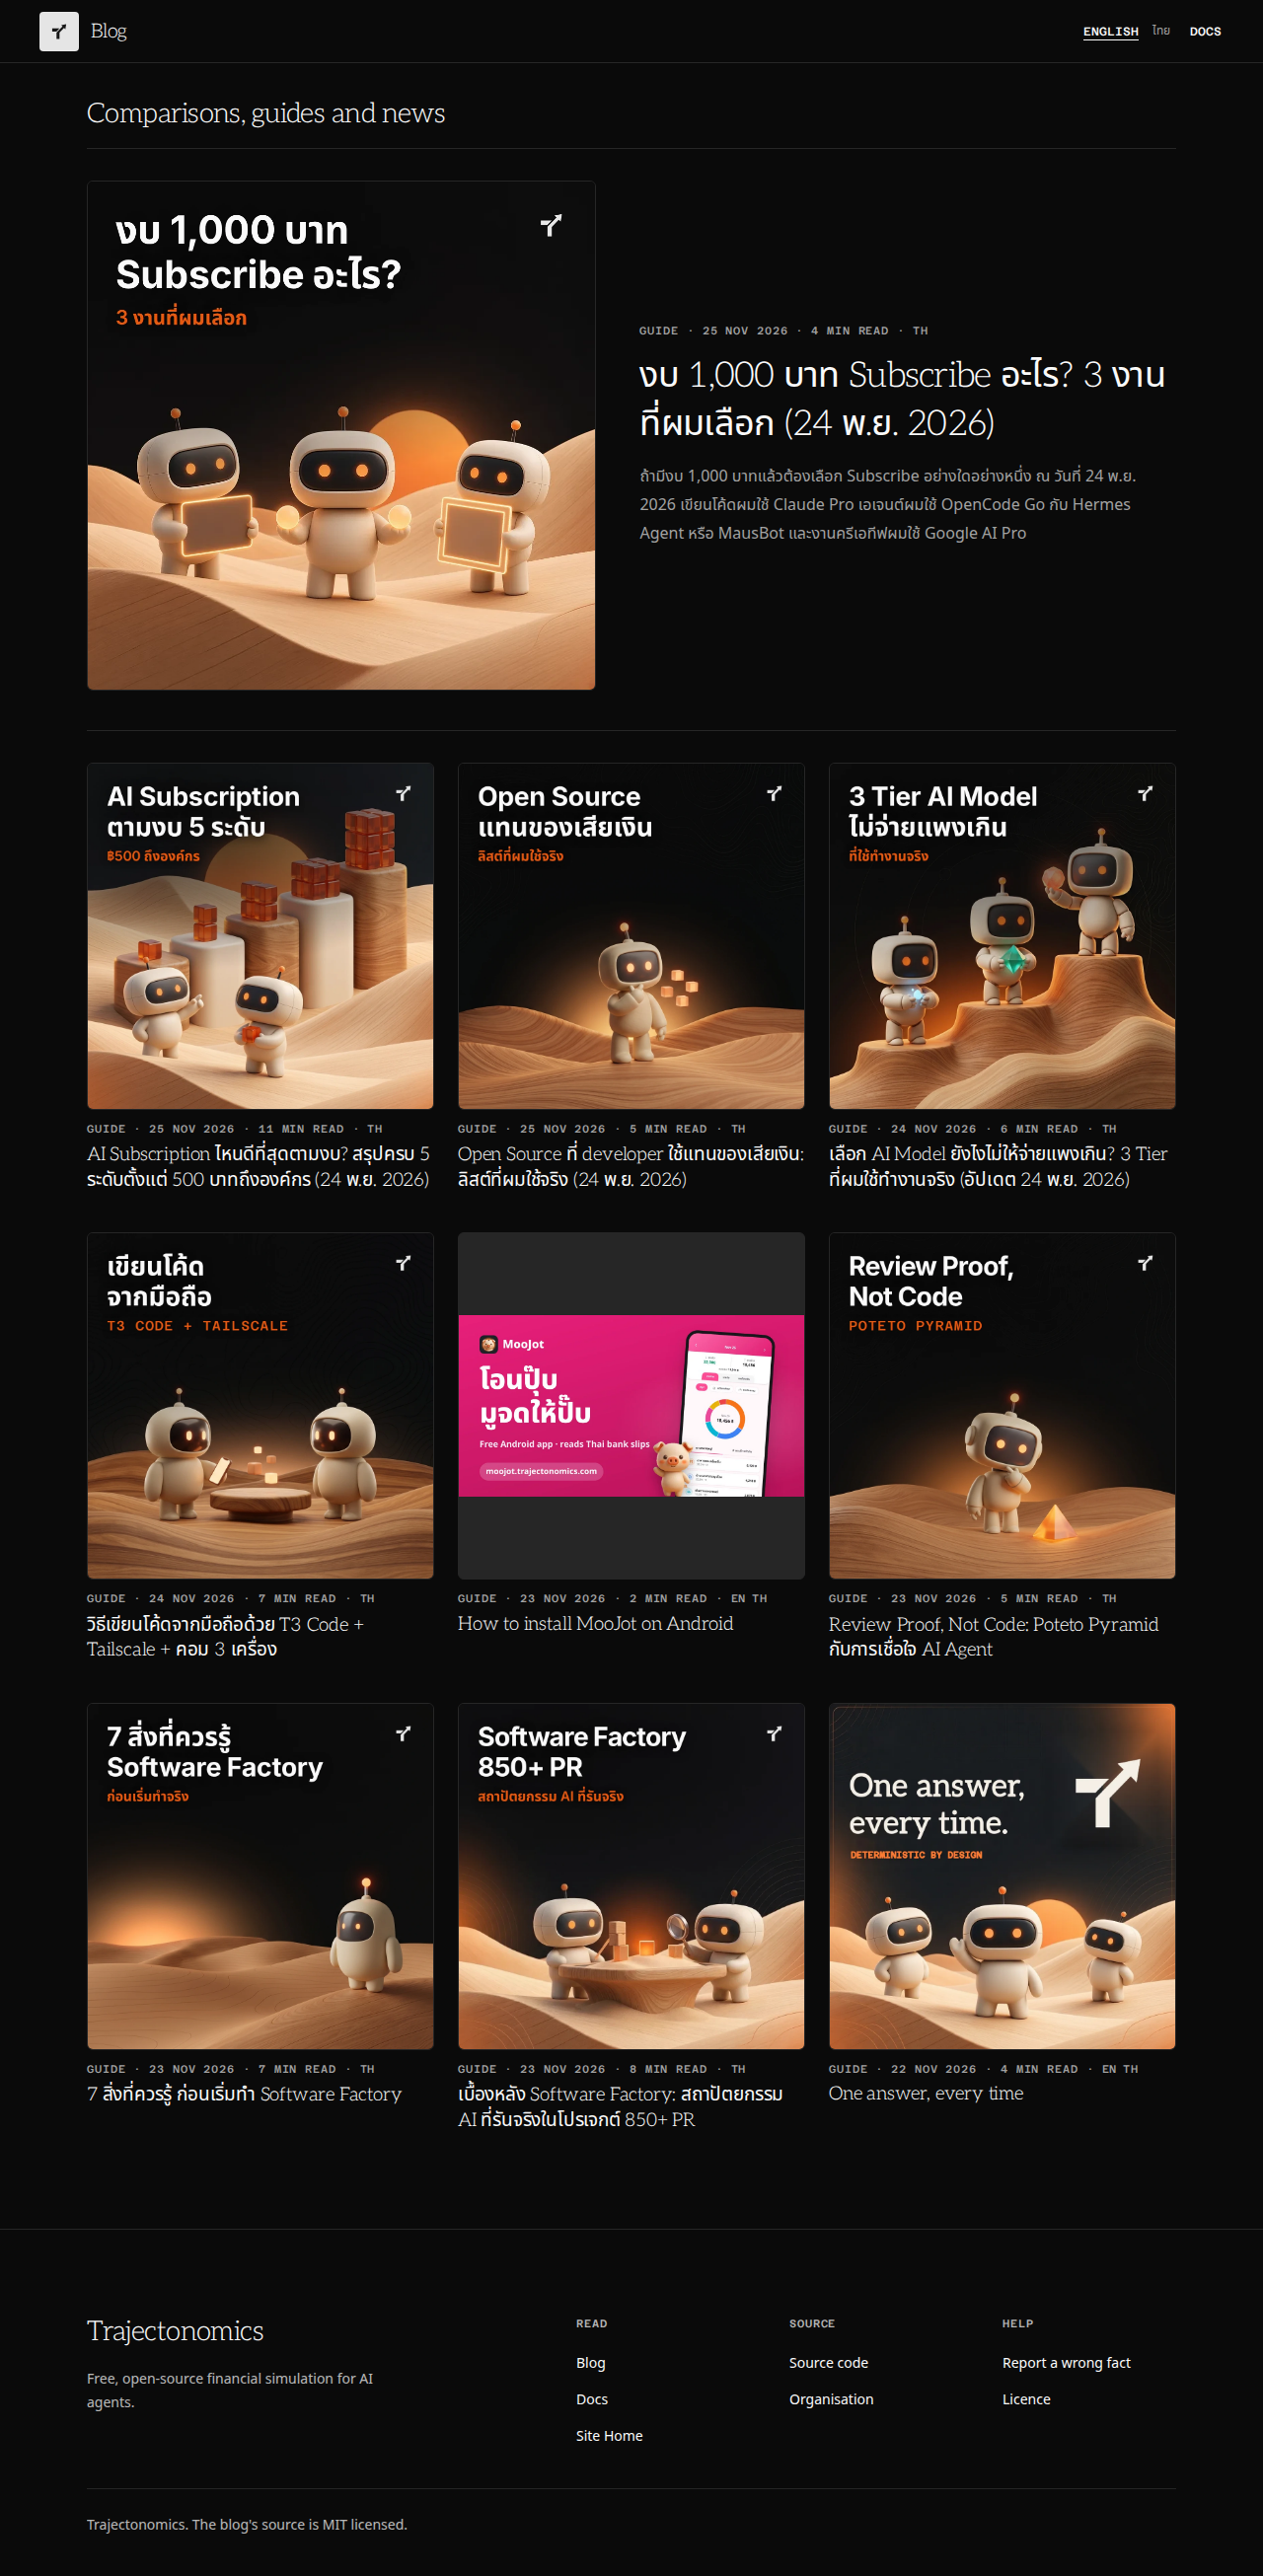 Blog
ENGLISH
ไทย
DOCS
Comparisons, guides and news
งบ 1,000 บาท
Subscribe อะไร?
3 งานที่ผมเลือก
GUIDE · 25 NOV 2026 · 4 MIN READ · TH
งบ 1,000 บาท Subscribe อะไร? 3 งาน
ที่ผมเลือก (24 พ.ย. 2026)
ถ้ามีงบ 1,000 บาทแล้วต้องเลือก Subscribe อย่างใดอย่างหนึ่ง ณ วันที่ 24 พ.ย.
2026 เขียนโค้ดผมใช้ Claude Pro เอเจนต์ผมใช้ OpenCode Go กับ Hermes
Agent หรือ MausBot และงานครีเอทีฟผมใช้ Google AI Pro
AI Subscription
ตามงบ 5 ระดับ
฿500 ถึงองค์กร
GUIDE · 25 NOV 2026 · 11 MIN READ · TH
AI Subscription ไหนดีที่สุดตามงบ? สรุปครบ 5
ระดับตั้งแต่ 500 บาทถึงองค์กร (24 พ.ย. 2026)
Open Source
แทนของเสียเงิน
ลิสต์ที่ผมใช้จริง
GUIDE · 25 NOV 2026 · 5 MIN READ · TH
Open Source ที่ developer ใช้แทนของเสียเงิน:
ลิสต์ที่ผมใช้จริง (24 พ.ย. 2026)
3 Tier AI Model
ไม่จ่ายแพงเกิน
ที่ใช้ทำงานจริง
GUIDE · 24 NOV 2026 · 6 MIN READ · TH
เลือก AI Model ยังไงไม่ให้จ่ายแพงเกิน? 3 Tier
ที่ผมใช้ทำงานจริง (อัปเดต 24 พ.ย. 2026)
เขียนโค้ด
จากมือถือ
T3 CODE + TAILSCALE
GUIDE · 24 NOV 2026 · 7 MIN READ · TH
วิธีเขียนโค้ดจากมือถือด้วย T3 Code +
Tailscale + คอม 3 เครื่อง
MooJot
โอนปุ๊บ
มูจดให้ปั๊บ
Free Android app · reads Thai bank slips
moojot.trajectonomics.com
GUIDE · 23 NOV 2026 · 2 MIN READ · EN TH
How to install MooJot on Android
Review Proof,
Not Code
POTETO PYRAMID
GUIDE · 23 NOV 2026 · 5 MIN READ · TH
Review Proof, Not Code: Poteto Pyramid
กับการเชื่อใจ AI Agent
7 สิ่งที่ควรรู้
Software Factory
ก่อนเริ่มทำจริง
GUIDE · 23 NOV 2026 · 7 MIN READ · TH
7 สิ่งที่ควรรู้ ก่อนเริ่มทำ Software Factory
Software Factory
850+ PR
สถาปัตยกรรม AI ที่รันจริง
GUIDE · 23 NOV 2026 · 8 MIN READ · TH
เบื้องหลัง Software Factory: สถาปัตยกรรม
AI ที่รันจริงในโปรเจกต์ 850+ PR
One answer,
every time.
DETERMINISTIC BY DESIGN
GUIDE · 22 NOV 2026 · 4 MIN READ · EN TH
One answer, every time
Trajectonomics
Free, open-source financial simulation for AI
agents.
READ
Blog
Docs
Site Home
SOURCE
Source code
Organisation
HELP
Report a wrong fact
Licence
Trajectonomics. The blog's source is MIT licensed.